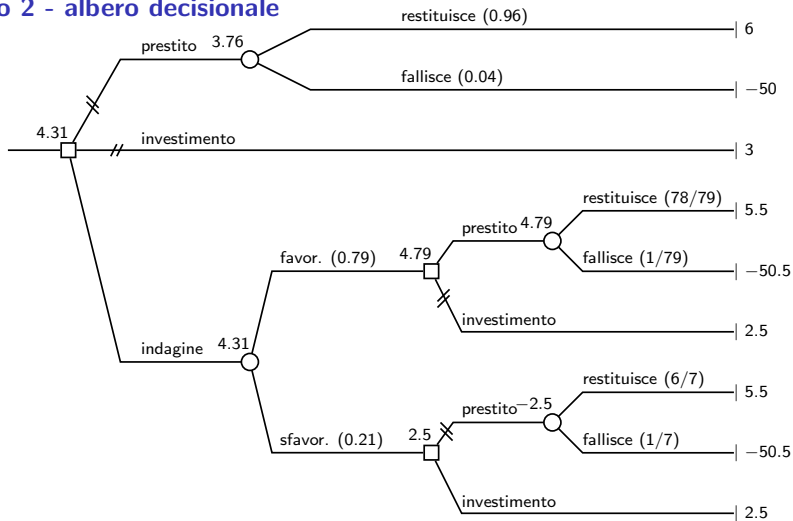 o 2 - albero decisionale
restituisce (0.96)
6
prestito
3.76
fallisce (0.04)
−50
4.31
investimento
3
restituisce (78/79)
5.5
prestito
4.79
favor. (0.79)
4.79
fallisce (1/79)
−50.5
investimento
2.5
indagine
4.31
restituisce (6/7)
5.5
prestito
−2.5
sfavor. (0.21)
2.5
fallisce (1/7)
−50.5
investimento
2.5